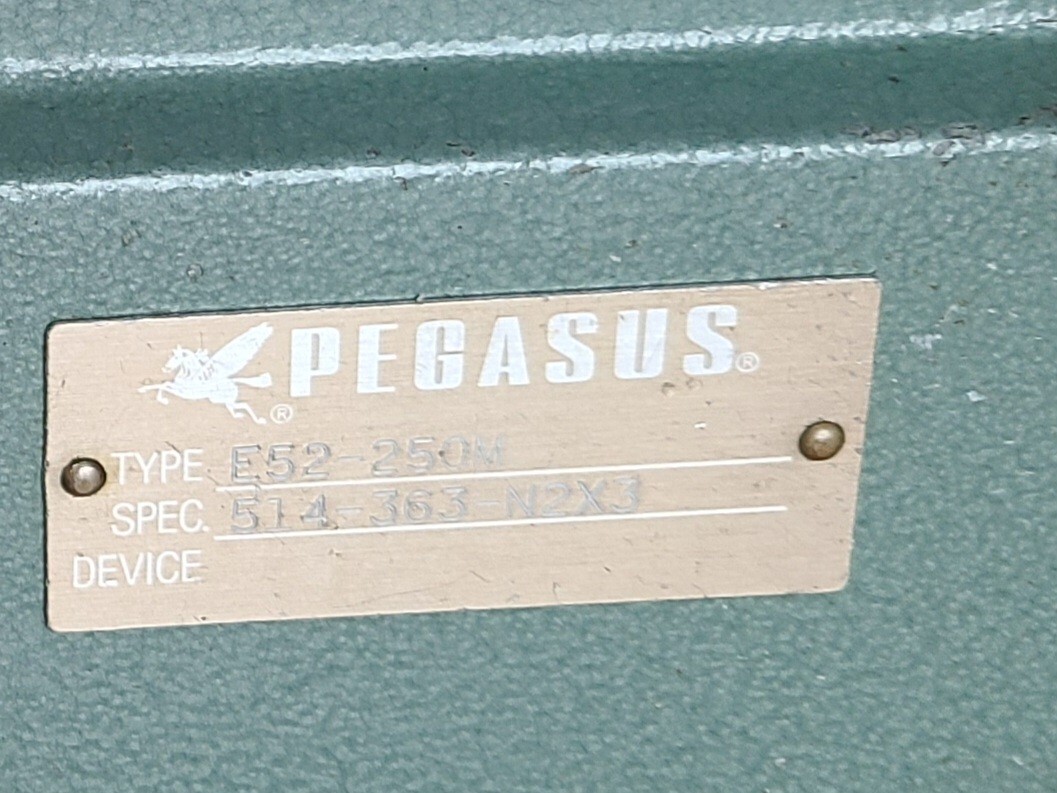 PEGASUS®
®
TYPE E52-250M
SPEC. 514-363-N2X3
DEVICE